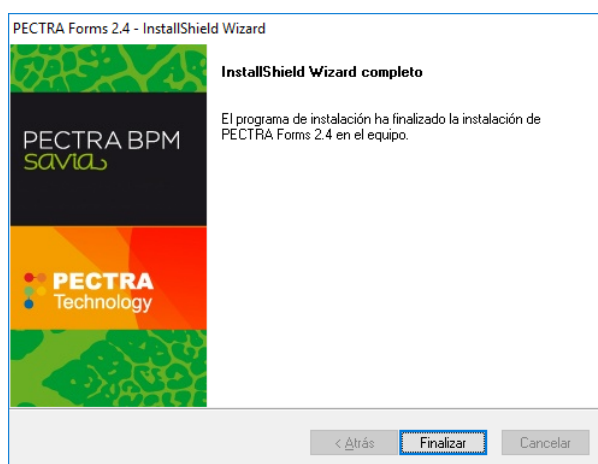 PECTRA Forms 2.4 - InstallShield Wizard
InstallShield Wizard completo
El programa de instalación ha finalizado la instalación de
PECTRA Forms 2.4 en el equipo.
PECTRA BPM
savia
PECTRA
Technology
< Atrás
Finalizar
Cancelar